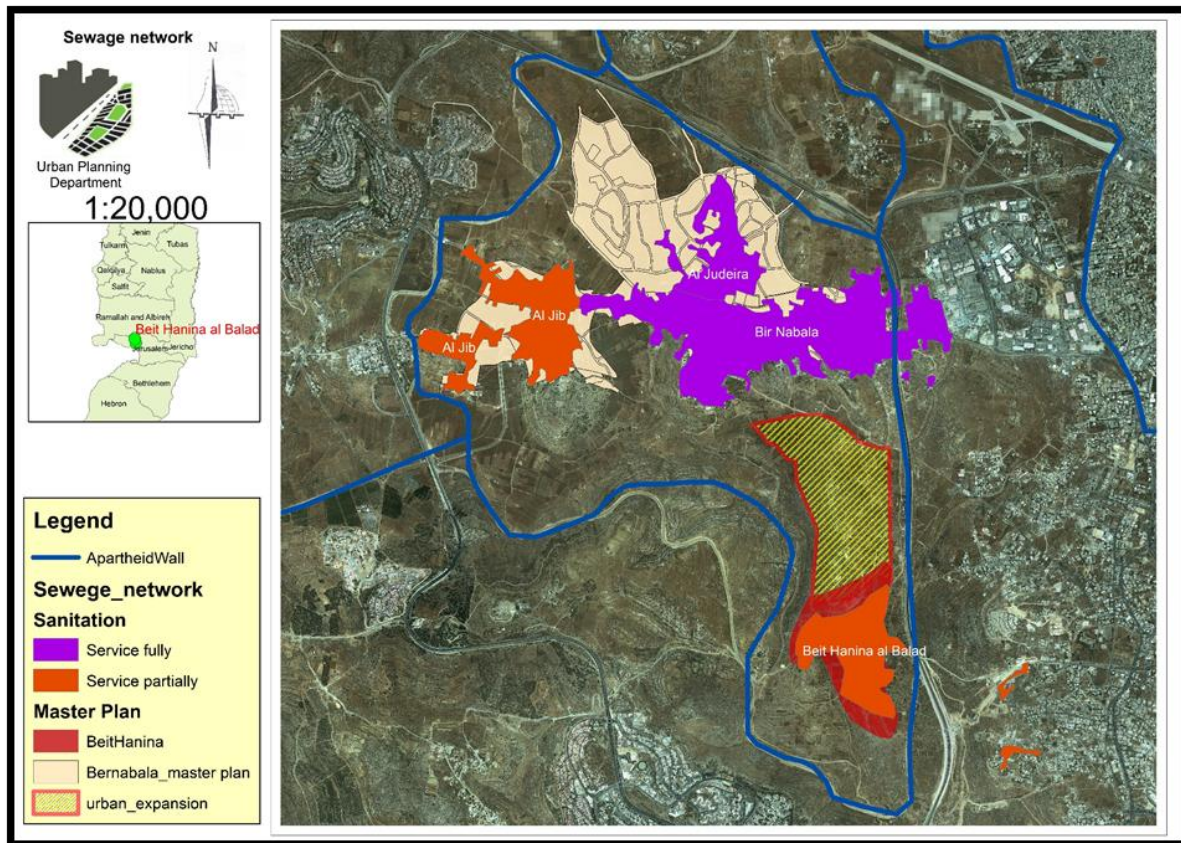 Sewage network
N
Urban Planning
Department
1:20,000
Jenin
Tulkarm
Tubas
Qalqilya
Nablus
Salfit
Ramallah and Albireh
Beit Hanina al Balad
Jerusalem
Jericho
Bethlehem
Hebron
Legend
ApartheidWall
Sewege_network
Sanitation
Service fully
Service partially
Master Plan
BeitHanina
Bernabala_master plan
urban_expansion
Al Judeira
Al Jib
Bir Nabala
Al Jib
Beit Hanina al Balad